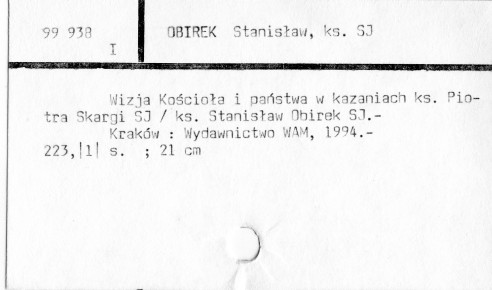 99 938 OBIREK Stanisław, ks. SJ
I
Wizja Kościoła i państwa w kazaniach ks. Pio-
tra Skargi SJ / ks. Stanisław Obirek SJ.-
Kraków : Wydawnictwo WAM, 1994.-
223,|1| s. ; 21 cm